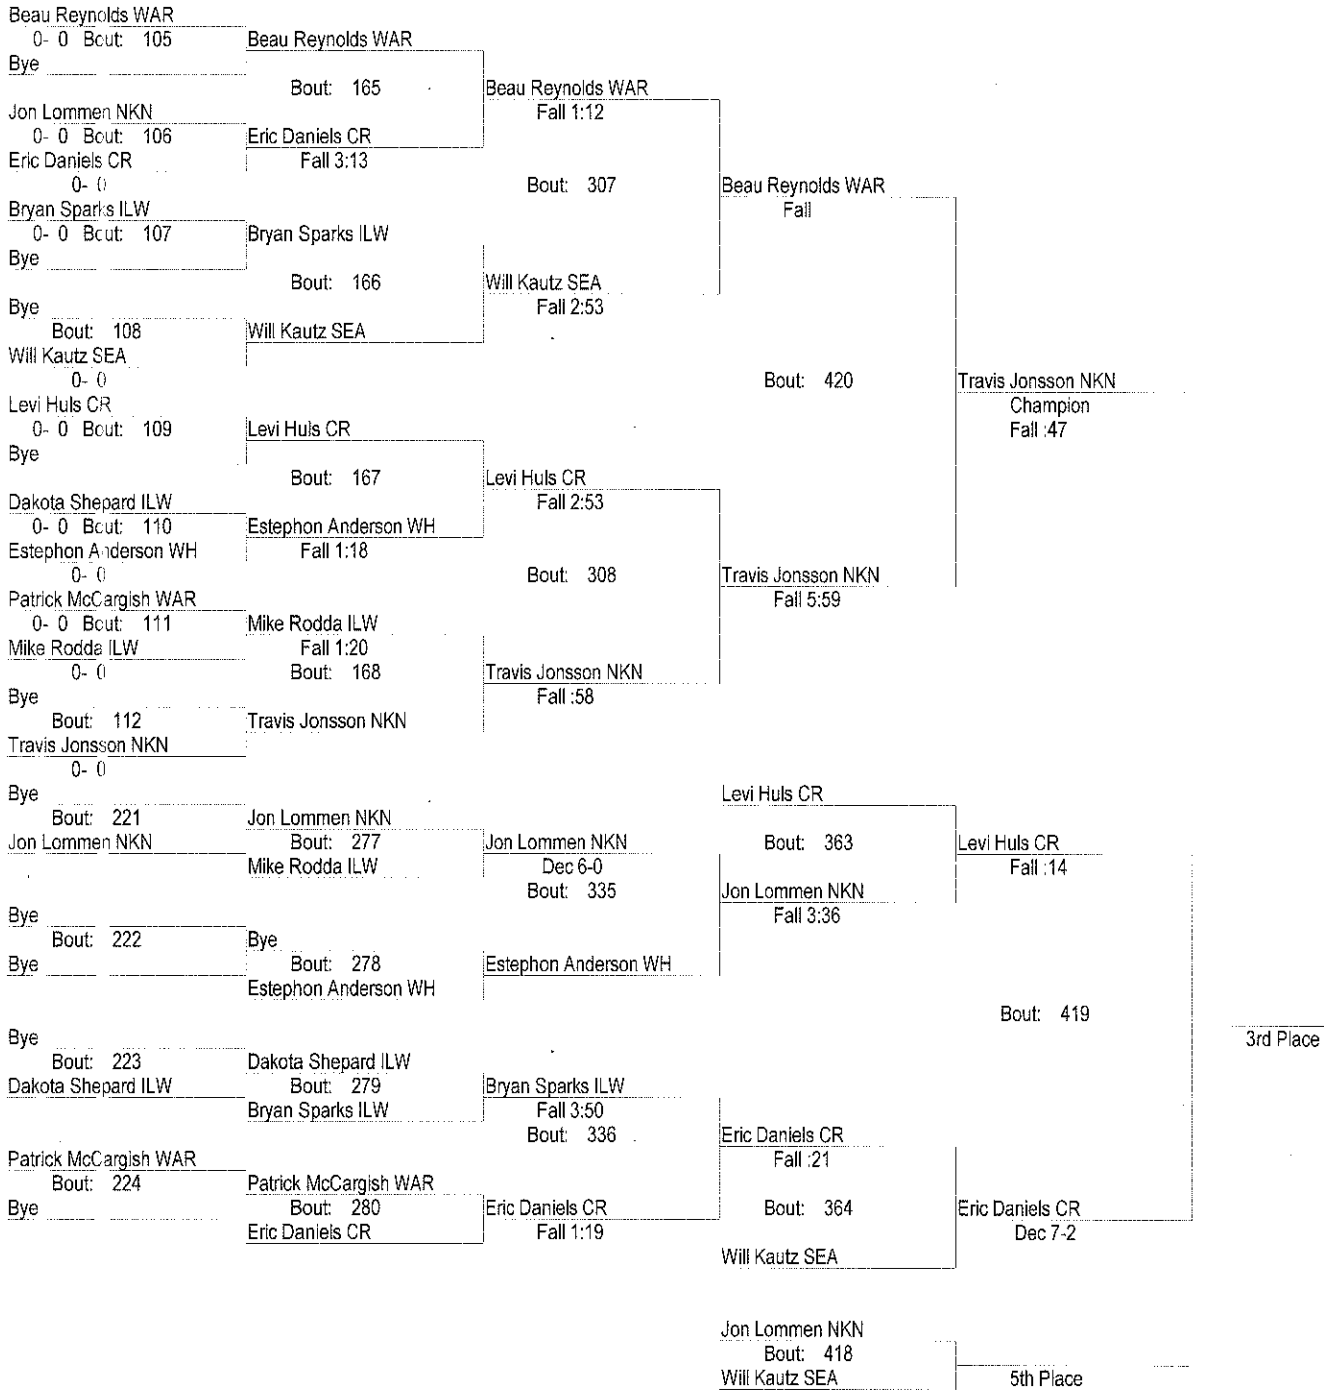 Beau Reynolds WAR
0- 0 Bout: 105 Beau Reynolds WAR
Bye
Bout: 165 Beau Reynolds WAR
Jon Lommen NKN Fall 1:12
0- 0 Bout: 106 Eric Daniels CR
Eric Daniels CR Fall 3:13
0- 0 Bout: 307 Beau Reynolds WAR
Bryan Sparks ILW Fall
0- 0 Bout: 107 Bryan Sparks ILW
Bye
Bout: 166 Will Kautz SEA
Bye Fall 2:53
Bout: 108 Will Kautz SEA
Will Kautz SEA
0- 0 Bout: 420 Travis Jonsson NKN
Levi Huls CR Champion
0- 0 Bout: 109 Levi Huls CR Fall :47
Bye
Bout: 167 Levi Huls CR
Dakota Shepard ILW Fall 2:53
0- 0 Bout: 110 Estephon Anderson WH
Estephon Anderson WH Fall 1:18
0- 0 Bout: 308 Travis Jonsson NKN
Patrick McCargish WAR Fall 5:59
0- 0 Bout: 111 Mike Rodda ILW
Mike Rodda ILW Fall 1:20
0- 0 Bout: 168 Travis Jonsson NKN
Bye Fall :58
Bout: 112 Travis Jonsson NKN
Travis Jonsson NKN
0- 0
Bye Levi Huls CR
Bout: 221 Jon Lommen NKN
Jon Lommen NKN Bout: 277 Jon Lommen NKN Bout: 363 Levi Huls CR
Mike Rodda ILW Dec 6-0 Fall :14
Bout: 335 Jon Lommen NKN
Bye Fall 3:36
Bout: 222 Bye
Bye Bout: 278 Estephon Anderson WH
Estephon Anderson WH
Bout: 419
Bye 3rd Place
Bout: 223 Dakota Shepard ILW
Dakota Shepard ILW Bout: 279 Bryan Sparks ILW
Bryan Sparks ILW Fall 3:50
Bout: 336 Eric Daniels CR
Patrick McCargish WAR Fall :21
Bout: 224 Patrick McCargish WAR
Bye Bout: 280 Eric Daniels CR Bout: 364 Eric Daniels CR
Eric Daniels CR Fall 1:19 Dec 7-2
Will Kautz SEA
Jon Lommen NKN
Bout: 418
Will Kautz SEA 5th Place